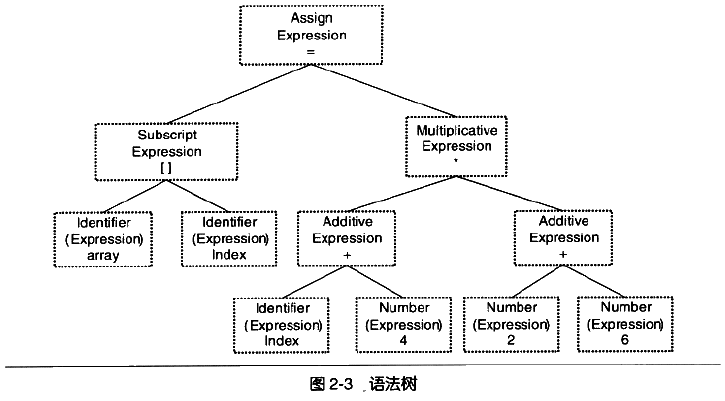 Assign
Expression
=
Subscript
Expression
[ ]
Multiplicative
Expression
*
Identifier
(Expression)
array
Identifier
(Expression)
Index
Additive
Expression
+
Additive
Expression
+
Identifier
(Expression)
Index
Number
(Expression)
4
Number
(Expression)
2
Number
(Expression)
6
图2-3 语法树